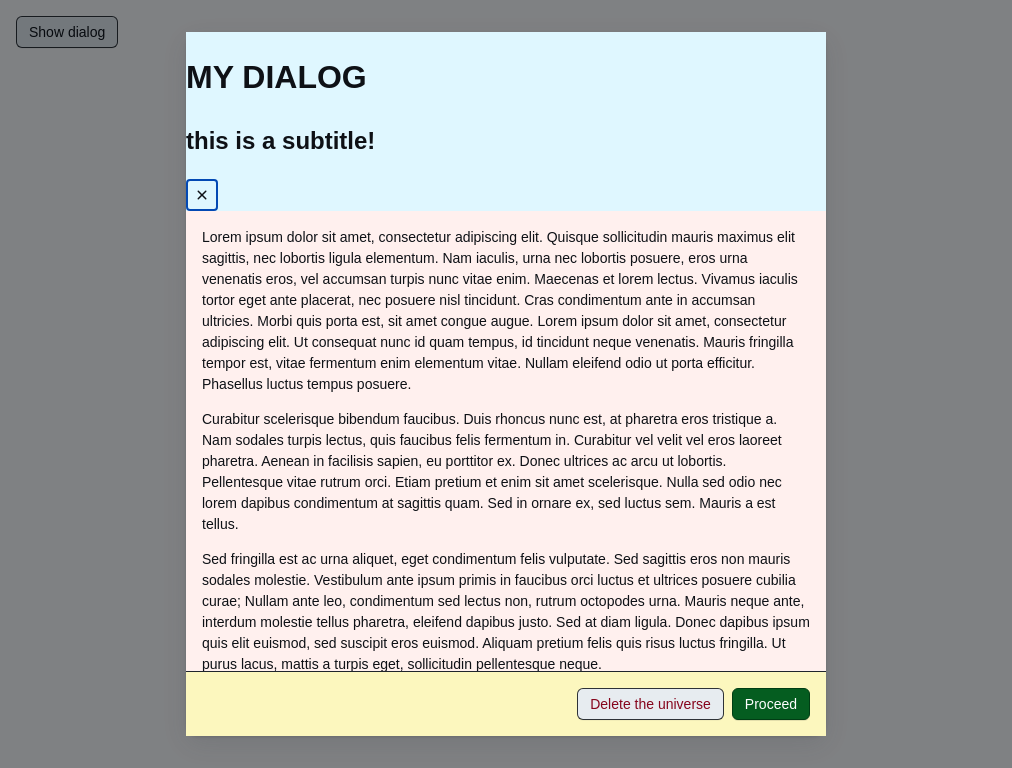 Show dialog
MY DIALOG
this is a subtitle!
Lorem ipsum dolor sit amet, consectetur adipiscing elit. Quisque sollicitudin mauris maximus elit
sagittis, nec lobortis ligula elementum. Nam iaculis, urna nec lobortis posuere, eros urna
venenatis eros, vel accumsan turpis nunc vitae enim. Maecenas et lorem lectus. Vivamus iaculis
tortor eget ante placerat, nec posuere nisl tincidunt. Cras condimentum ante in accumsan
ultricies. Morbi quis porta est, sit amet congue augue. Lorem ipsum dolor sit amet, consectetur
adipiscing elit. Ut consequat nunc id quam tempus, id tincidunt neque venenatis. Mauris fringilla
tempor est, vitae fermentum enim elementum vitae. Nullam eleifend odio ut porta efficitur.
Phasellus luctus tempus posuere.
Curabitur scelerisque bibendum faucibus. Duis rhoncus nunc est, at pharetra eros tristique a.
Nam sodales turpis lectus, quis faucibus felis fermentum in. Curabitur vel velit vel eros laoreet
pharetra. Aenean in facilisis sapien, eu porttitor ex. Donec ultrices ac arcu ut lobortis.
Pellentesque vitae rutrum orci. Etiam pretium et enim sit amet scelerisque. Nulla sed odio nec
lorem dapibus condimentum at sagittis quam. Sed in ornare ex, sed luctus sem. Mauris a est
tellus.
Sed fringilla est ac urna aliquet, eget condimentum felis vulputate. Sed sagittis eros non mauris
sodales molestie. Vestibulum ante ipsum primis in faucibus orci luctus et ultrices posuere cubilia
curae; Nullam ante leo, condimentum sed lectus non, rutrum octopodes urna. Mauris neque ante,
interdum molestie tellus pharetra, eleifend dapibus justo. Sed at diam ligula. Donec dapibus ipsum
quis elit euismod, sed suscipit eros euismod. Aliquam pretium felis quis risus luctus fringilla. Ut
purus lacus, mattis a turpis eget, sollicitudin pellentesque neque.
Delete the universe
Proceed